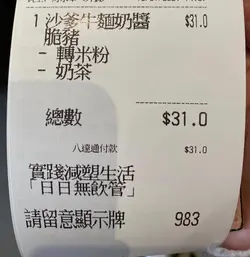 1 沙爹牛麵奶醬 $31.0
脆豬
- 轉米粉
- 奶茶
總數 $31.0
八達通付款 $31.0
實踐減塑生活
「日日無飲管」
請留意顯示牌 983